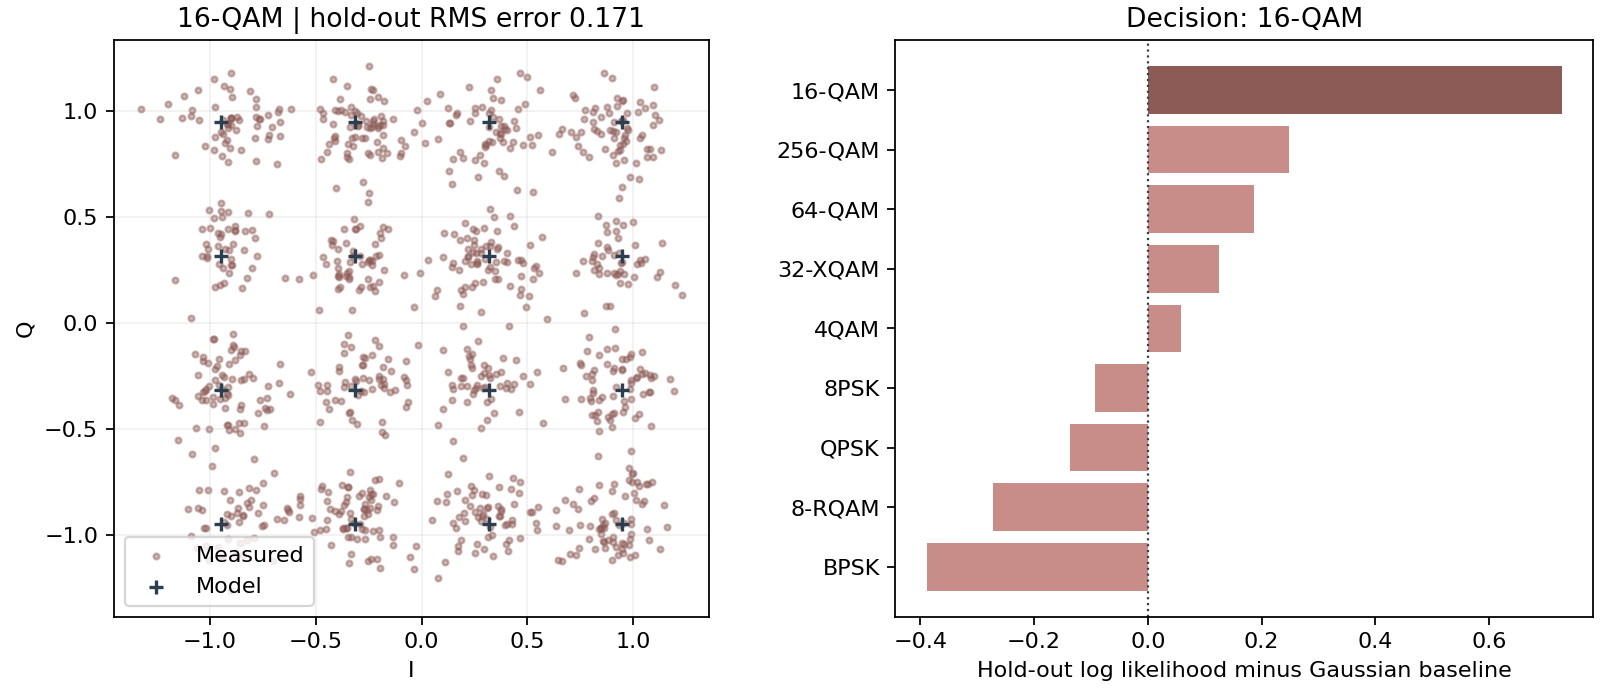 16-QAM | hold-out RMS error 0.171
1.0
0.5
0.0
−0.5
−1.0
Q
Measured
Model
−1.0
−0.5
0.0
0.5
1.0
I
Decision: 16-QAM
16-QAM
256-QAM
64-QAM
32-XQAM
4QAM
8PSK
QPSK
8-RQAM
BPSK
−0.4
−0.2
0.0
0.2
0.4
0.6
Hold-out log likelihood minus Gaussian baseline